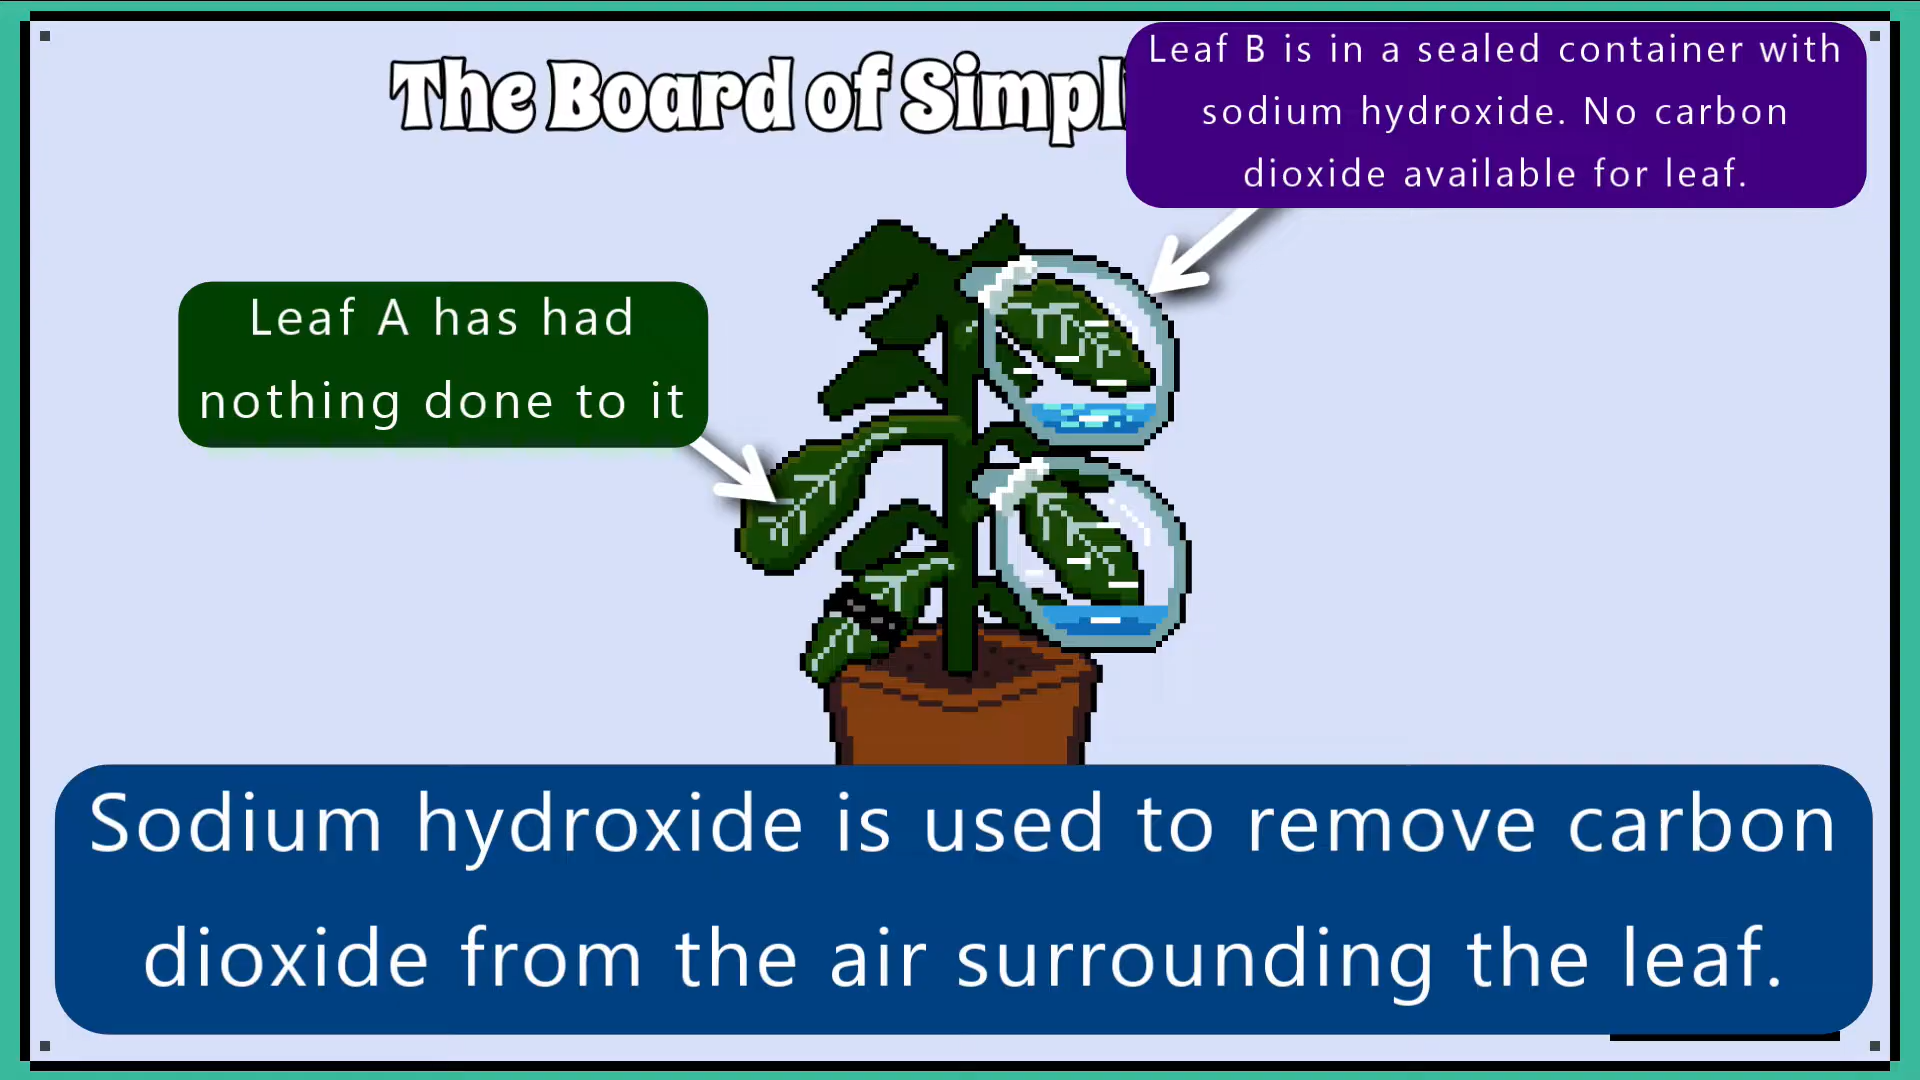 The Board of Simpl
Leaf B is in a sealed container with
sodium hydroxide. No carbon
dioxide available for leaf.
Leaf A has had
nothing done to it
Sodium hydroxide is used to remove carbon
dioxide from the air surrounding the leaf.